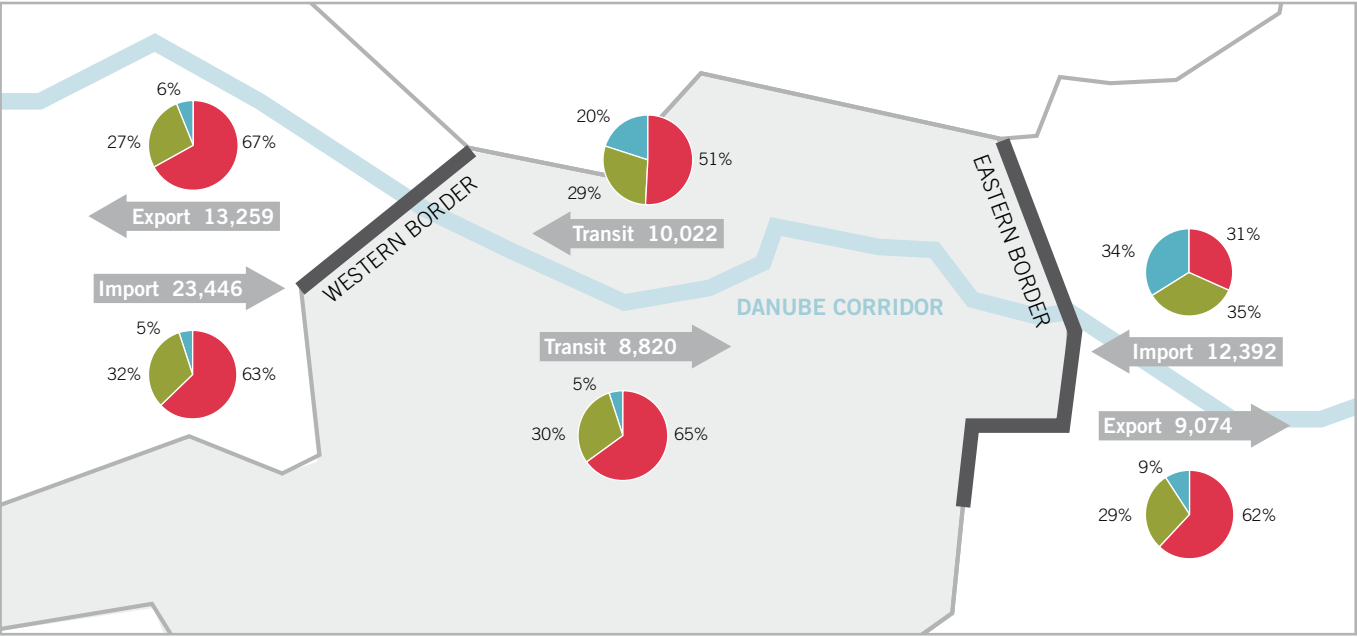 6%
27%
67%
Export 13,259
Import 23,446
5%
32%
63%
WESTERN BORDER
20%
51%
29%
Transit 10,022
DANUBE CORRIDOR
Transit 8,820
5%
30%
65%
EASTERN BORDER
34%
31%
35%
Import 12,392
Export 9,074
9%
29%
62%